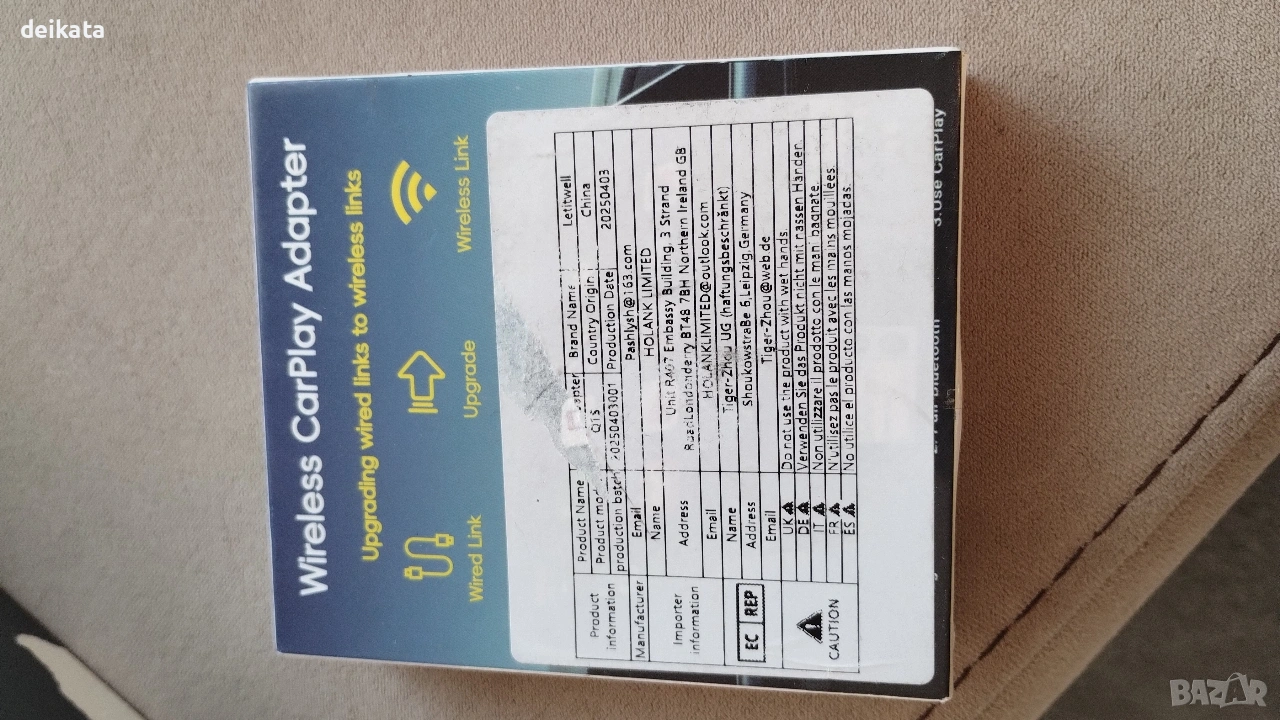 deikata
Wireless CarPlay Adapter
Upgrading wired links to wireless links
Wired Link
Upgrade
Wireless Link
Product information
Product Name
Brand Name
Letitwell
Product
Q1S
Country Origin
China
production batch
20250403001
Production Date
20250403
Manufacturer
Email
Pashlysh@163.com
Importer information
Name
HOLANK LIMITED
Address
Unit RA07 Embassy Building, 3 Strand
Road Londonderry BT48 7BH Northern Ireland GB
Email
HOLANKLIMITED@outlook.com
EC REP
Name
Tiger-Zhou UG (haftungsbeschränkt)
Address
Shoukowstraße 6,Leipzig,Germany
Email
Tiger-Zhou@web.de
CAUTION
UK
Do not use the product with wet hands.
DE
Verwenden Sie das Produkt nicht mit nassen Händen.
IT
Non utilizzare il prodotto con le mani bagnate.
FR
N'utilisez pas le produit avec les mains mouillées.
ES
No utilice el producto con las manos mojadas.
3.Use CarPlay
BAZAR